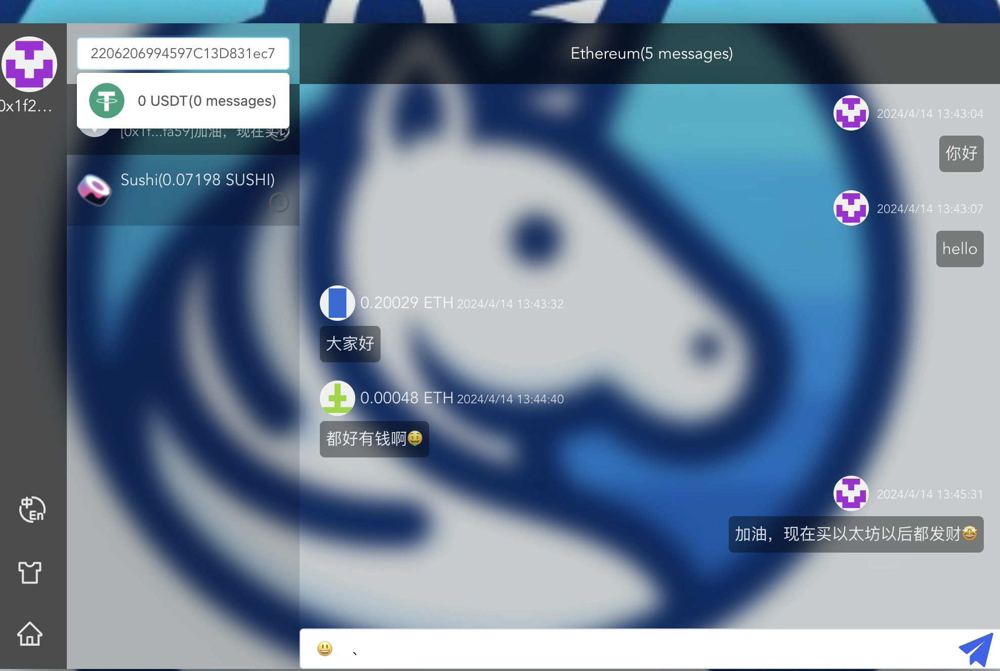 2206206994597C13D831ec7
0 USDT(0 messages)
0x1f2...
[0x1f...fa59]加油，现在买以
Sushi(0.07198 SUSHI)
中
En
Ethereum(5 messages)
2024/4/14 13:43:04
你好
2024/4/14 13:43:07
hello
0.20029 ETH 2024/4/14 13:43:32
大家好
0.00048 ETH 2024/4/14 13:44:40
都好有钱啊🤑
2024/4/14 13:45:31
加油，现在买以太坊以后都发财🤩
😃 、